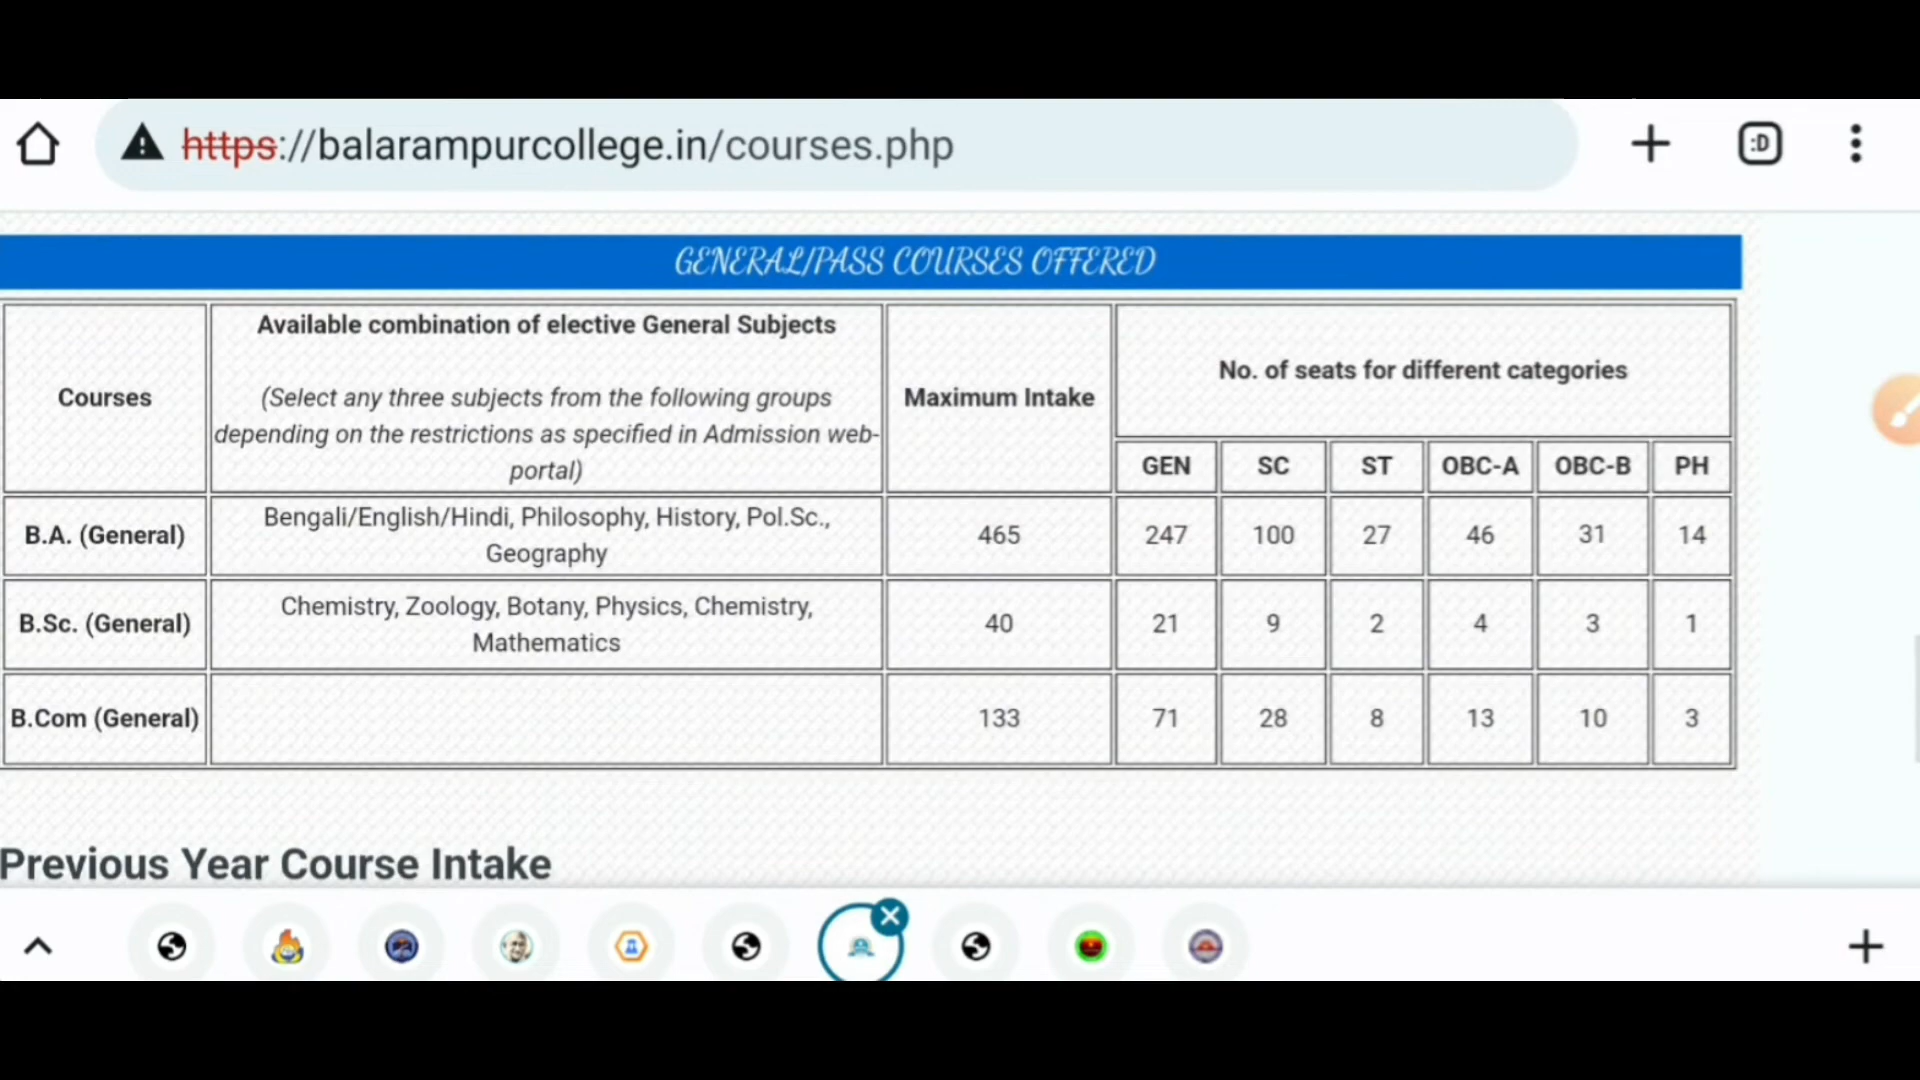 https://balarampurcollege.in/courses.php
:D
GENERAL/PASS COURSES OFFERED
Courses
Available combination of elective General Subjects
(Select any three subjects from the following groups
depending on the restrictions as specified in Admission web-
portal)
Maximum Intake
No. of seats for different categories
GEN SC ST OBC-A OBC-B PH
B.A. (General)
Bengali/English/Hindi, Philosophy, History, Pol.Sc.,
Geography
465 247 100 27 46 31 14
B.Sc. (General)
Chemistry, Zoology, Botany, Physics, Chemistry,
Mathematics
40 21 9 2 4 3 1
B.Com (General)
133 71 28 8 13 10 3
Previous Year Course Intake